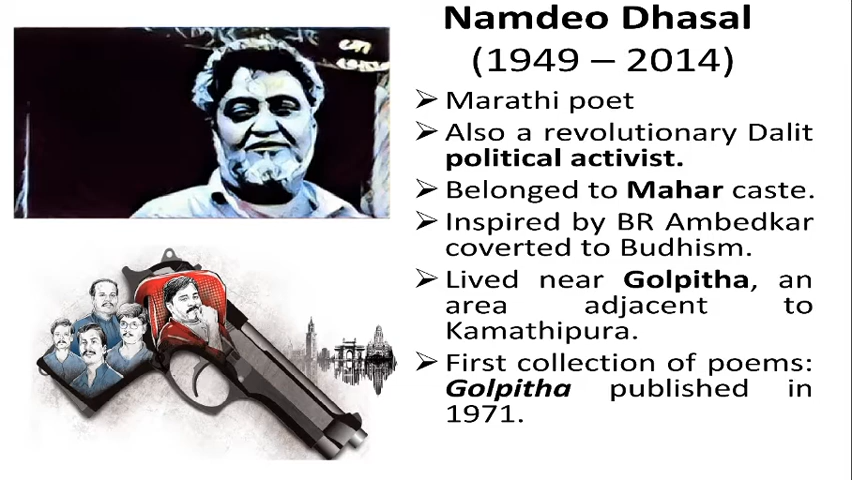 Namdeo Dhasal
(1949 – 2014)
➢ Marathi poet
➢ Also a revolutionary Dalit
political activist.
➢ Belonged to Mahar caste.
➢ Inspired by BR Ambedkar
coverted to Budhism.
➢ Lived near Golpitha, an
area adjacent to
Kamathipura.
➢ First collection of poems:
Golpitha published in
1971.